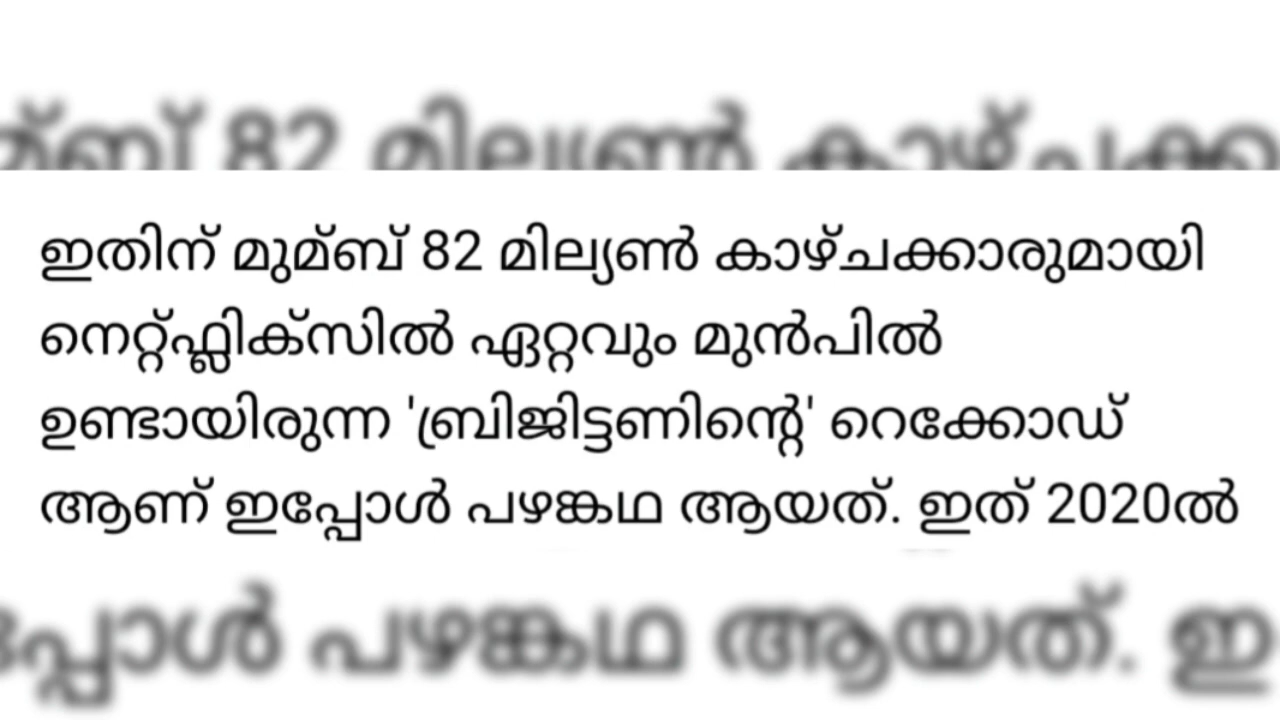 ഇതിന് മുമ്ബ് 82 മില്യൺ കാഴ്ചക്കാരുമായി
നെറ്റ്ഫ്ലിക്സിൽ ഏറ്റവും മുൻപിൽ
ഉണ്ടായിരുന്ന 'ബ്രിജിട്ടണിന്റെ' റെക്കോഡ്
ആണ് ഇപ്പോൾ പഴങ്കഥ ആയത്. ഇത് 2020ൽ